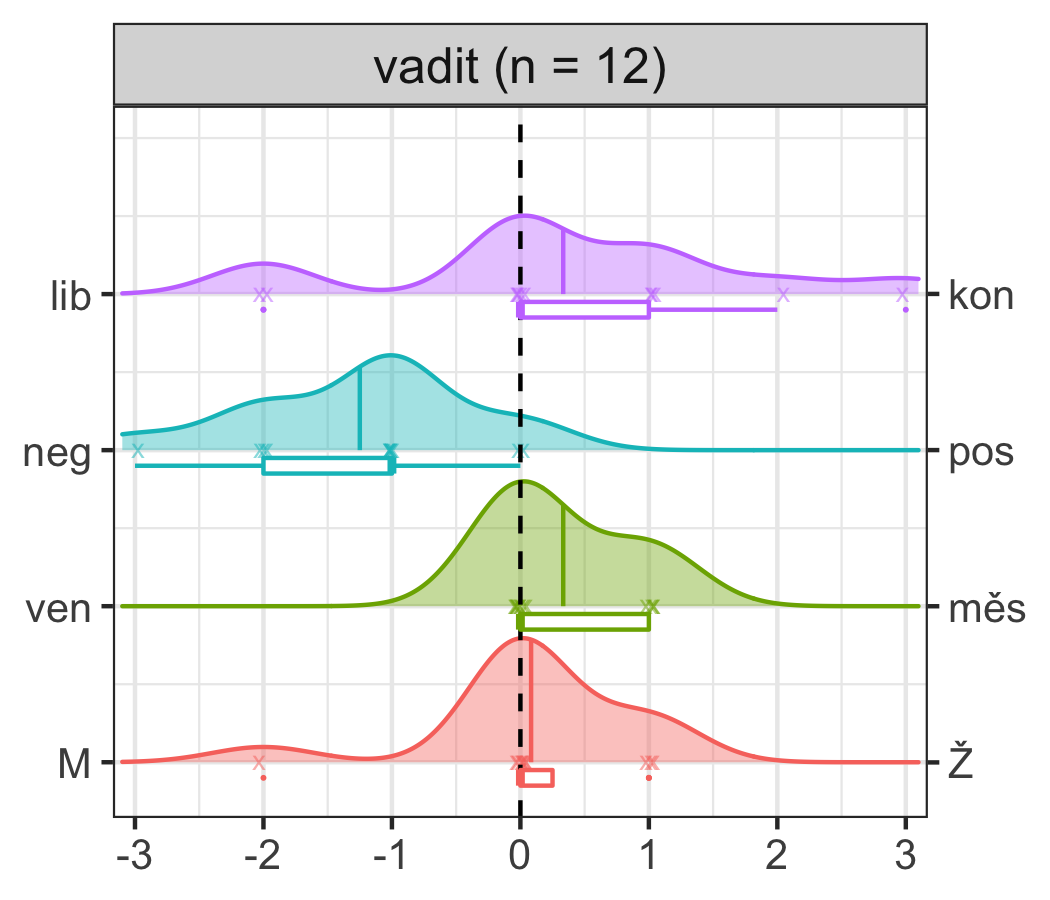 vadit (n = 12)
lib kon
neg pos
ven měs
M Ž
-3 -2 -1 0 1 2 3